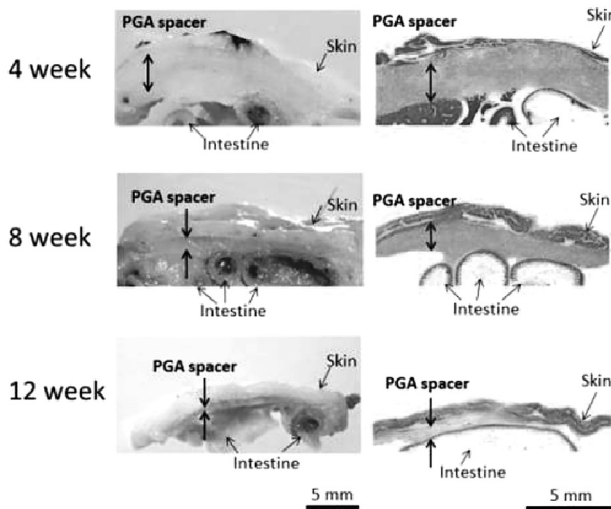 PGA spacer
Skin
PGA spacer
Skin
4 week
Intestine
Intestine
PGA spacer
Skin
PGA spacer
Skin
8 week
Intestine
Intestine
PGA spacer
Skin
PGA spacer
Skin
12 week
Intestine
Intestine
5 mm
5 mm